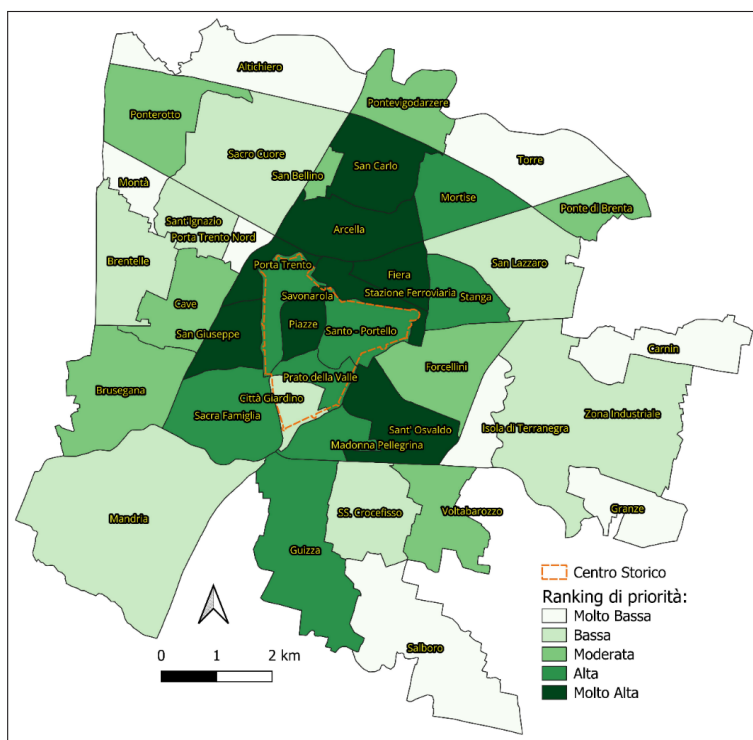 Altichiero
Pontevigodarzere
Ponterotto
Sacro Cuore
San Carlo
Torre
San Bellino
Montà
Mortise
Ponte di Brenta
Sant'Ignazio
Porta Trento Nord
Arcella
Brentelle
Porta Trento
Fiera
San Lazzaro
Cave
Savonarola
Stazione Ferroviaria
Stanga
San Giuseppe
Piazze
Santo - Portello
Carnin
Brusegana
Prato della Valle
Forcellini
Città Giardino
Sacra Famiglia
Sant' Osvaldo
Isola di Terranegra
Zona Industriale
Madonna Pellegrina
Mandria
SS. Crocefisso
Voltabarozzo
Granze
Guizza
Salboro
0 1 2 km
Centro Storico
Ranking di priorità:
Molto Bassa
Bassa
Moderata
Alta
Molto Alta